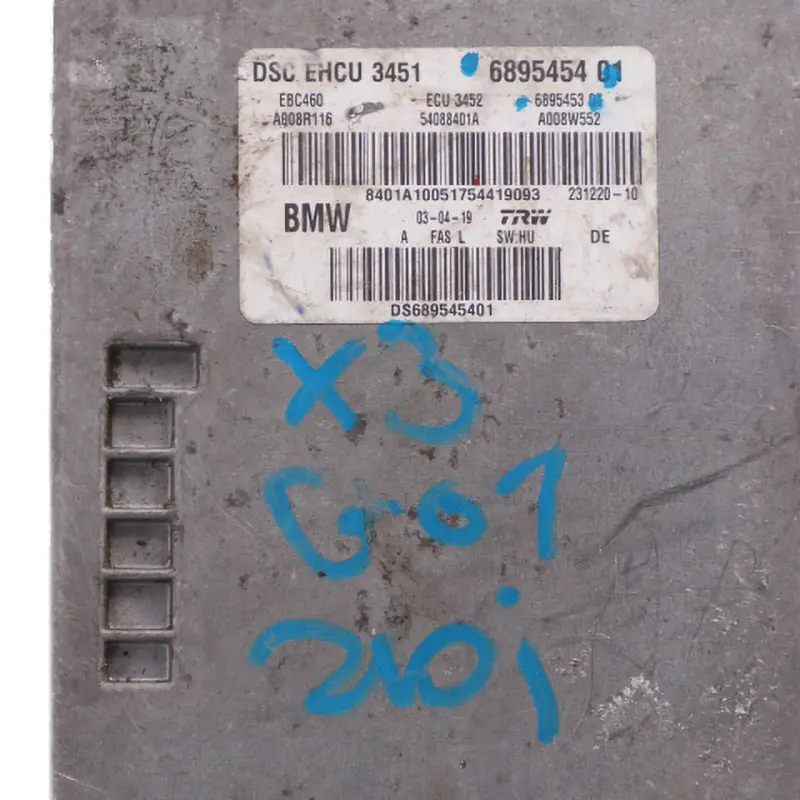 DSC EHCU 3451 6895454 01
EBC460 ECU 3452 6895453 01
A908R116 54088401A A008W552
8401A10051754419093 231220-10
BMW 03-04-19 TRW
A FAS L SW:HU DE
DS689545401
X3
G01
20i